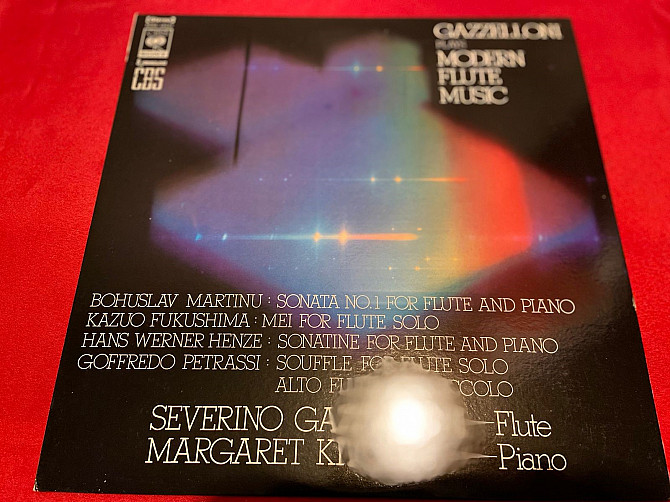 CBS
GAZZELLONI
PLAYS
MODERN
FLUTE
MUSIC
BOHUSLAV MARTINU : SONATA NO.1 FOR FLUTE AND PIANO
KAZUO FUKUSHIMA : MEI FOR FLUTE SOLO
HANS WERNER HENZE : SONATINE FOR FLUTE AND PIANO
GOFFREDO PETRASSI : SOUFFLE FOR FLUTE SOLO
ALTO
SEVERINO —Flute
MARGARET —Piano